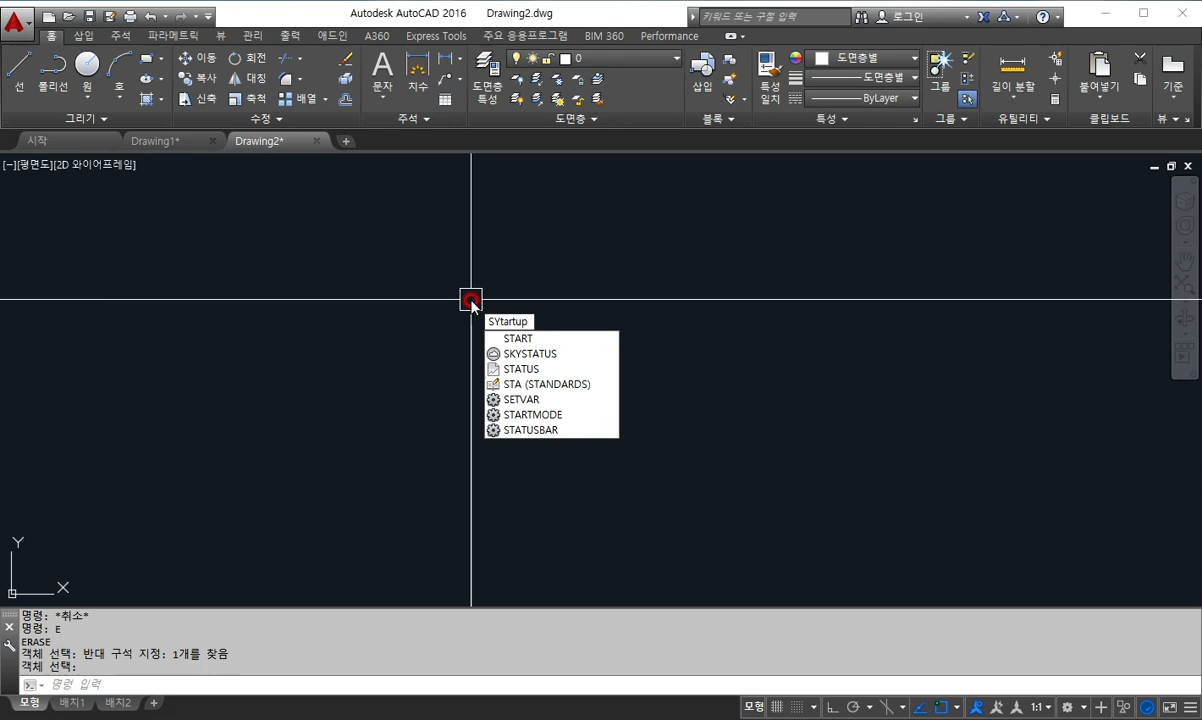 Autodesk AutoCAD 2016 Drawing2.dwg 키워드 또는 구절 입력 로그인
홈 삽입 주석 파라메트릭 뷰 관리 출력 애드인 A360 Express Tools 주요 응용프로그램 BIM 360 Performance
이동 회전 0 도면층별
선 폴리선 원 호 복사 대칭 문자 치수 도면층 특성 삽입 특성 일치 도면층별 그룹 길이 분할 붙여넣기 기준
신축 축척 배열 ByLayer
그리기 수정 주석 도면층 블록 특성 그룹 유틸리티 클립보드 뷰
시작 Drawing1* Drawing2*
[−][평면도][2D 와이어프레임]
SYtartup
START
SKYSTATUS
STATUS
STA (STANDARDS)
SETVAR
STARTMODE
STATUSBAR
Y
X
명령: *취소*
명령: E
ERASE
객체 선택: 반대 구석 지정: 1개를 찾음
객체 선택:
명령 입력
모형 배치1 배치2 모형 1:1